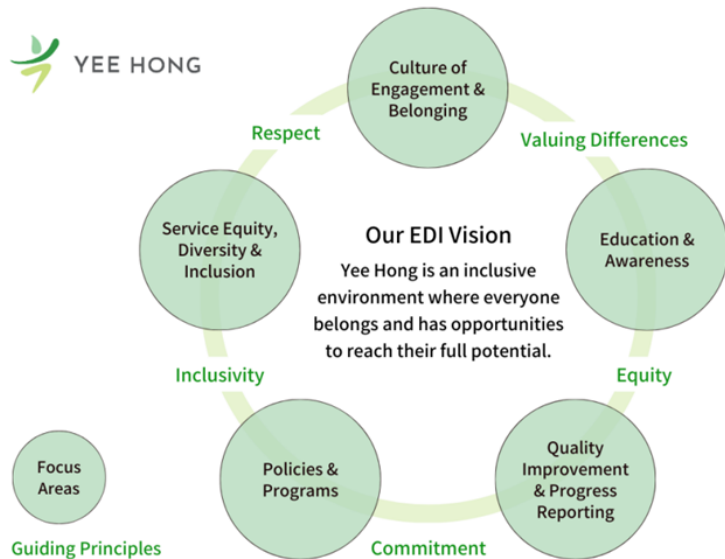 YEE HONG
Culture of
Engagement &
Belonging
Respect
Valuing Differences
Service Equity,
Diversity &
Inclusion
Our EDI Vision
Yee Hong is an inclusive
environment where everyone
belongs and has opportunities
to reach their full potential.
Education &
Awareness
Inclusivity
Equity
Focus
Areas
Policies &
Programs
Quality
Improvement
& Progress
Reporting
Guiding Principles
Commitment